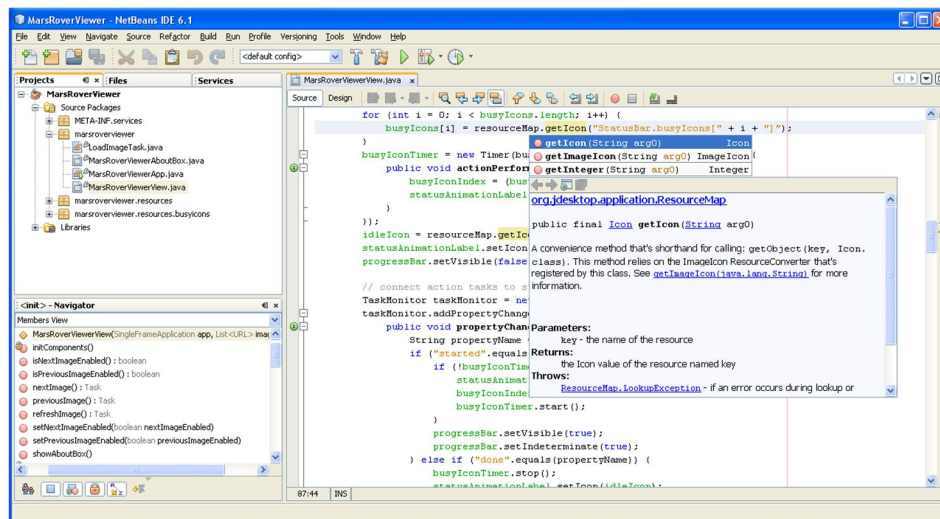 MarsRoverViewer - NetBeans IDE 6.1
File Edit View Navigate Source Refactor Build Run Profile Versioning Tools Window Help
<default config>
Projects Files Services
MarsRoverViewer
Source Packages
META-INF.services
marsroverviewer
LoadImageTask.java
MarsRoverViewerAboutBox.java
MarsRoverViewerApp.java
MarsRoverViewerView.java
marsroverviewer.resources
marsroverviewer.resources.busyicons
Libraries
<init> - Navigator
Members View
MarsRoverViewerView(SingleFrameApplication app, List<URL> imag
initComponents()
isNextImageEnabled() : boolean
isPreviousImageEnabled() : boolean
nextImage() : Task
previousImage() : Task
refreshImage() : Task
setNextImageEnabled(boolean nextImageEnabled)
setPreviousImageEnabled(boolean previousImageEnabled)
showAboutBox()
MarsRoverViewerView.java
Source Design
for (int i = 0; i < busyIcons.length; i++) {
busyIcons[i] = resourceMap.getIcon("StatusBar.busyIcons[" + i + "]");
}
busyIconTimer = new Timer(bu
public void actionPerfor
busyIconIndex = (bus
statusAnimationLabel
}
});
idleIcon = resourceMap.getIc
statusAnimationLabel.setIcon
progressBar.setVisible(false
// connect action tasks to s
TaskMonitor taskMonitor = ne
taskMonitor.addPropertyChang
public void propertyChan
String propertyName
if ("started".equals
if (!busyIconTim
statusAnimat
busyIconInde
busyIconTimer.start();
}
progressBar.setVisible(true);
progressBar.setIndeterminate(true);
} else if ("done".equals(propertyName)) {
busyIconTimer.stop();
statusAnimationLabel.setIcon(idleIcon);
getIcon(String arg0) Icon
getImageIcon(String arg0) ImageIcon
getInteger(String arg0) Integer
org.jdesktop.application.ResourceMap
public final Icon getIcon(String arg0)
A convenience method that's shorthand for calling: getObject(key, Icon.
class). This method relies on the ImageIcon ResourceConverter that's
registered by this class. See getImageIcon(java.lang.String) for more
information.
Parameters:
key - the name of the resource
Returns:
the Icon value of the resource named key
Throws:
ResourceMap.LookupException - if an error occurs during lookup or
87:44 INS